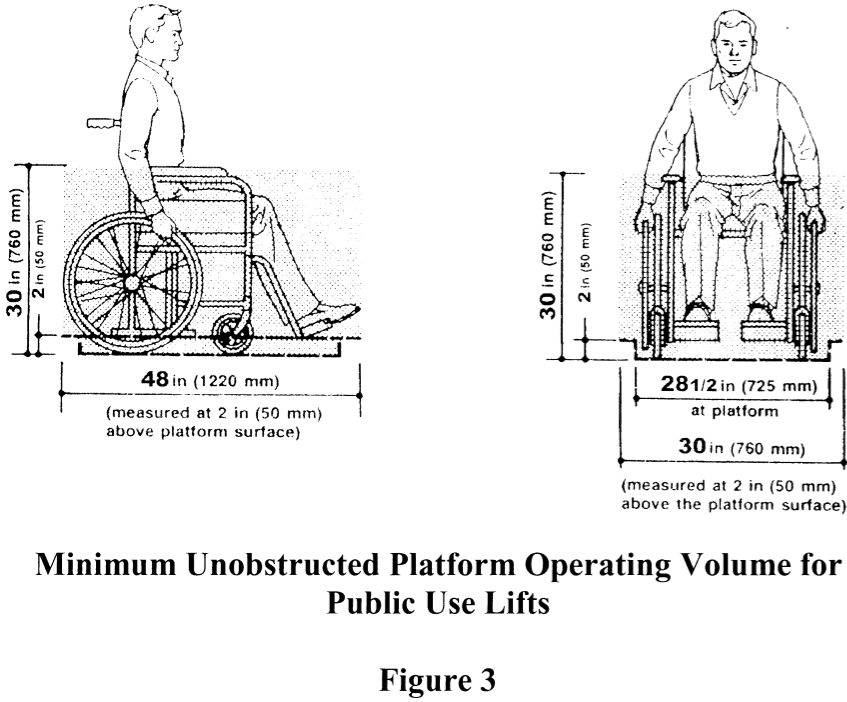 30 in (760 mm)
2 in (50 mm)
48 in (1220 mm)
(measured at 2 in (50 mm)
above platform surface)
30 in (760 mm)
2 in (50 mm)
28 1/2 in (725 mm)
at platform
30 in (760 mm)
(measured at 2 in (50 mm)
above the platform surface)
Minimum Unobstructed Platform Operating Volume for
Public Use Lifts
Figure 3